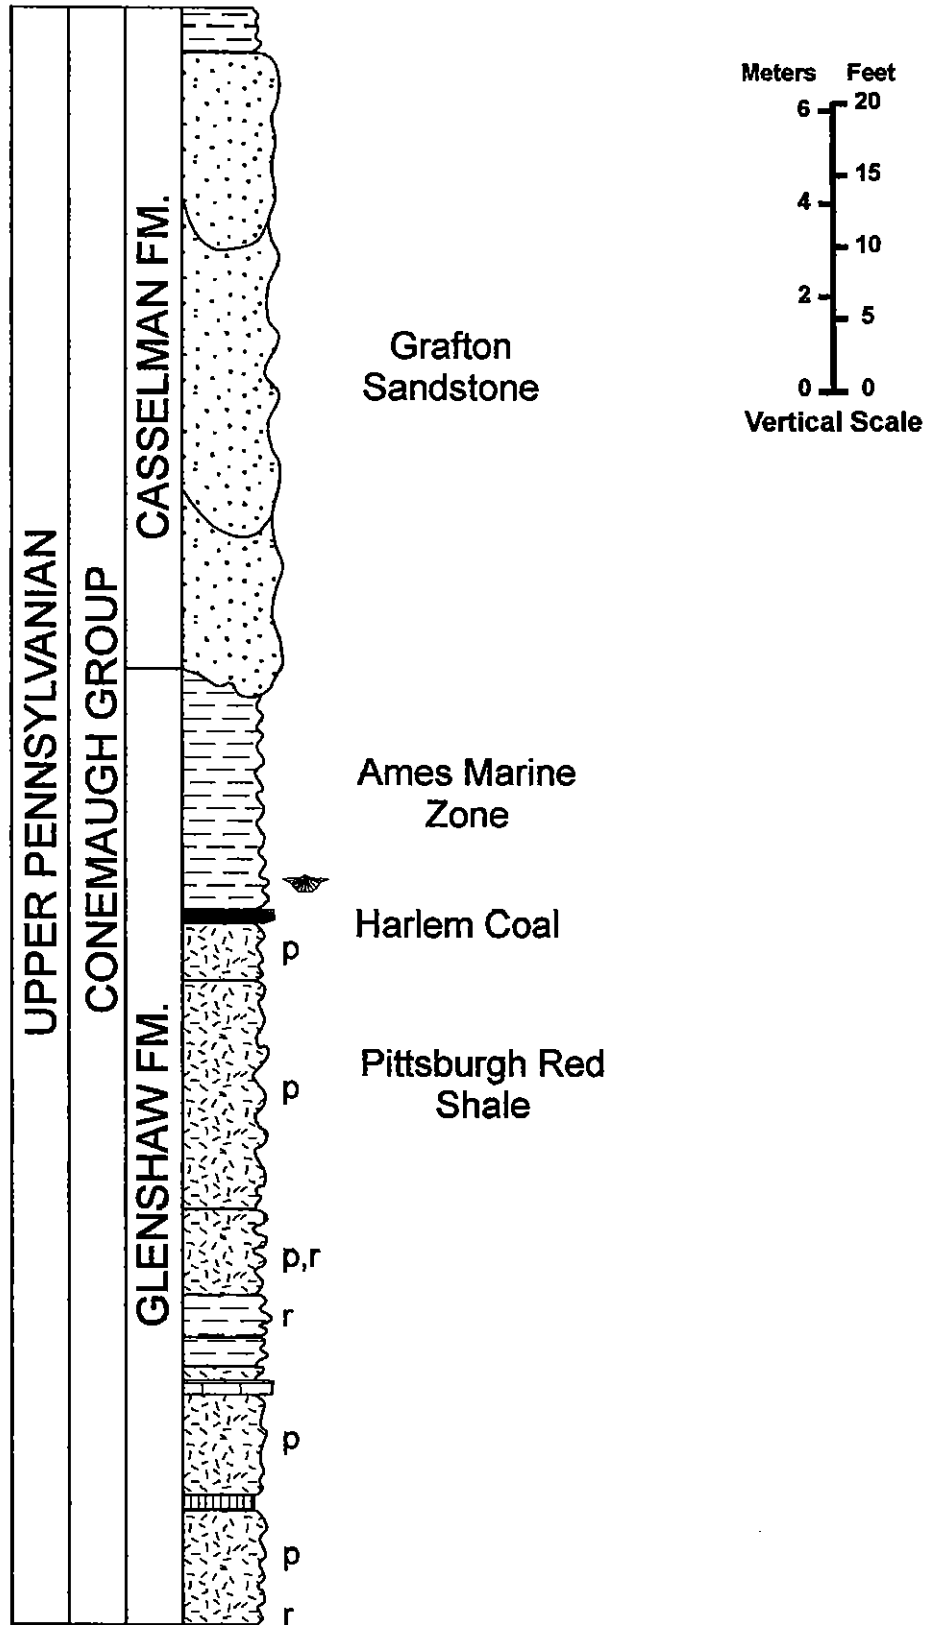 UPPER PENNSYLVANIAN
CONEMAUGH GROUP
CASSELMAN FM.
GLENSHAW FM.
Meters Feet
6 20
15
4
10
2
5
0 0
Vertical Scale
Grafton
Sandstone
Ames Marine
Zone
Harlem Coal
p
Pittsburgh Red
Shale
p
p,r
r
p
p
r